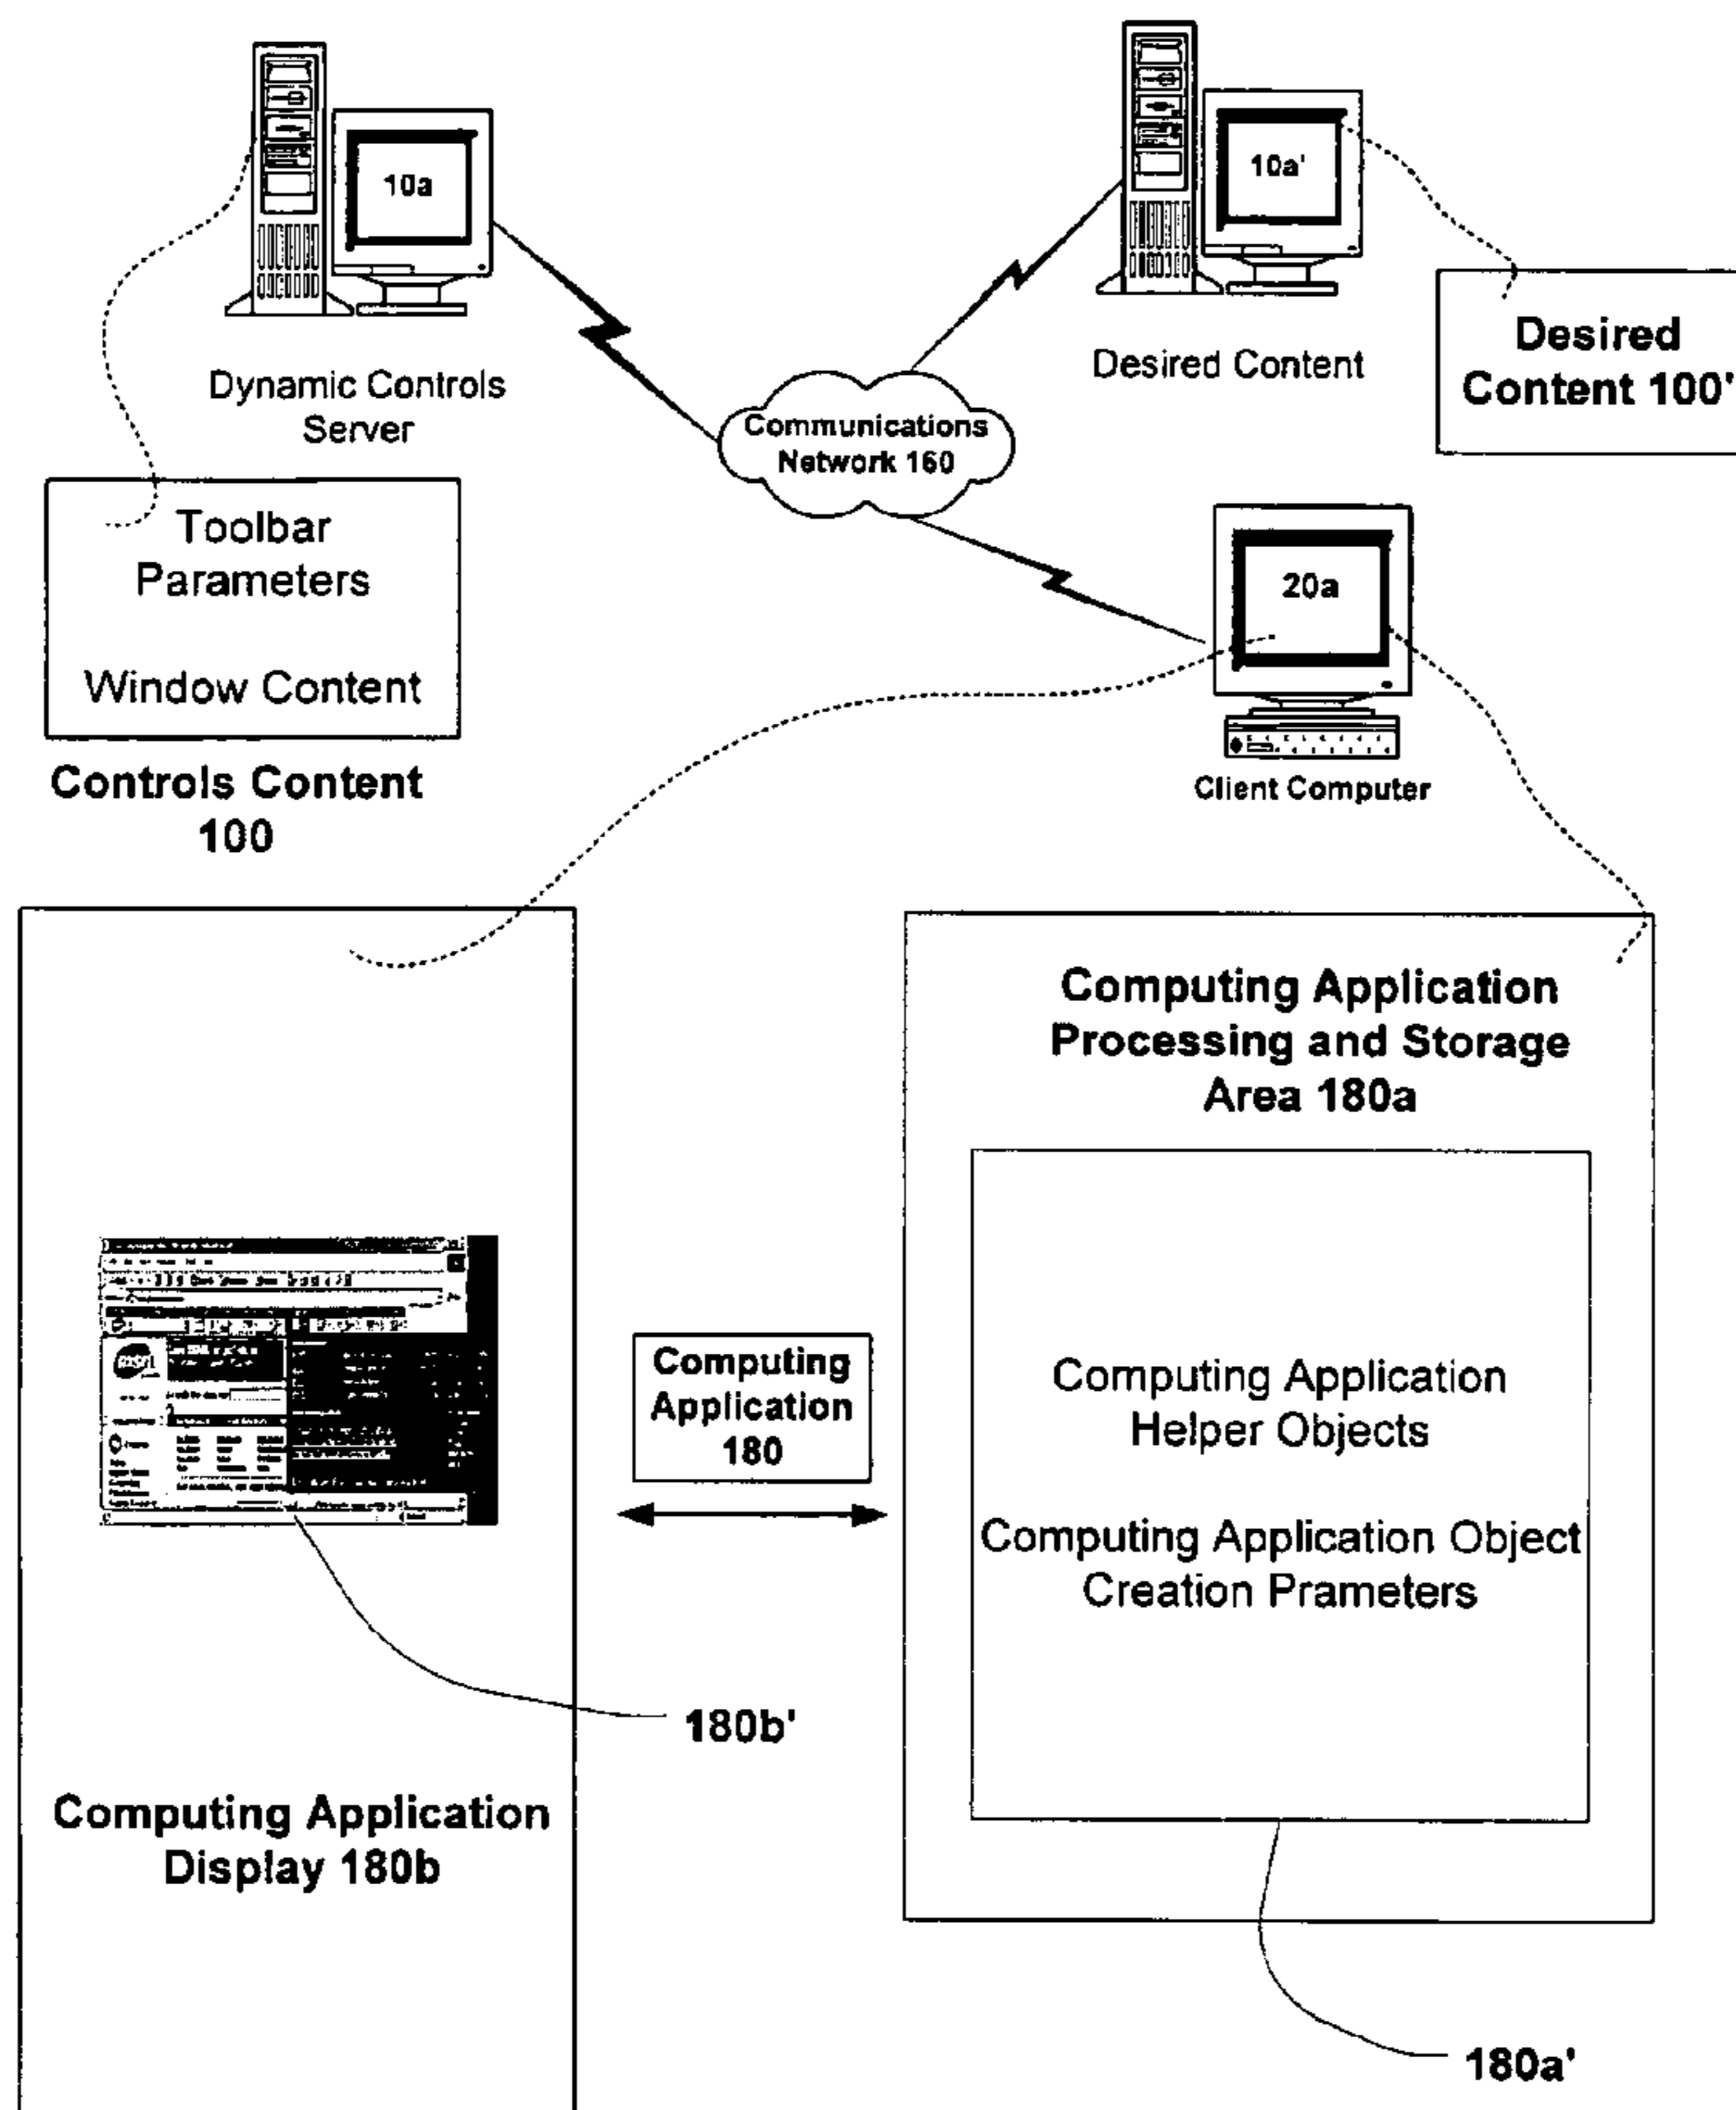 10a
10a'
Dynamic Controls
Server
Desired Content
Desired
Content 100'
Communications
Network 160
Toolbar
Parameters
Window Content
Controls Content
100
20a
Client Computer
Computing Application
Processing and Storage
Area 180a
Computing Application
Helper Objects
Computing Application Object
Creation Prameters
Computing
Application
180
180b'
Computing Application
Display 180b
180a'